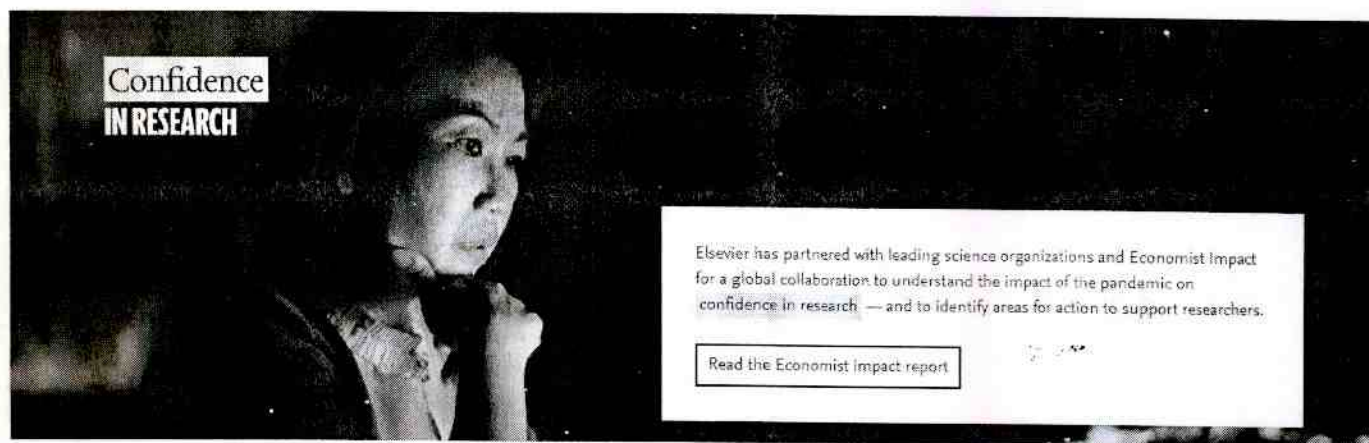 Confidence
IN RESEARCH
Elsevier has partnered with leading science organizations and Economist Impact
for a global collaboration to understand the impact of the pandemic on
confidence in research — and to identify areas for action to support researchers.
Read the Economist Impact report